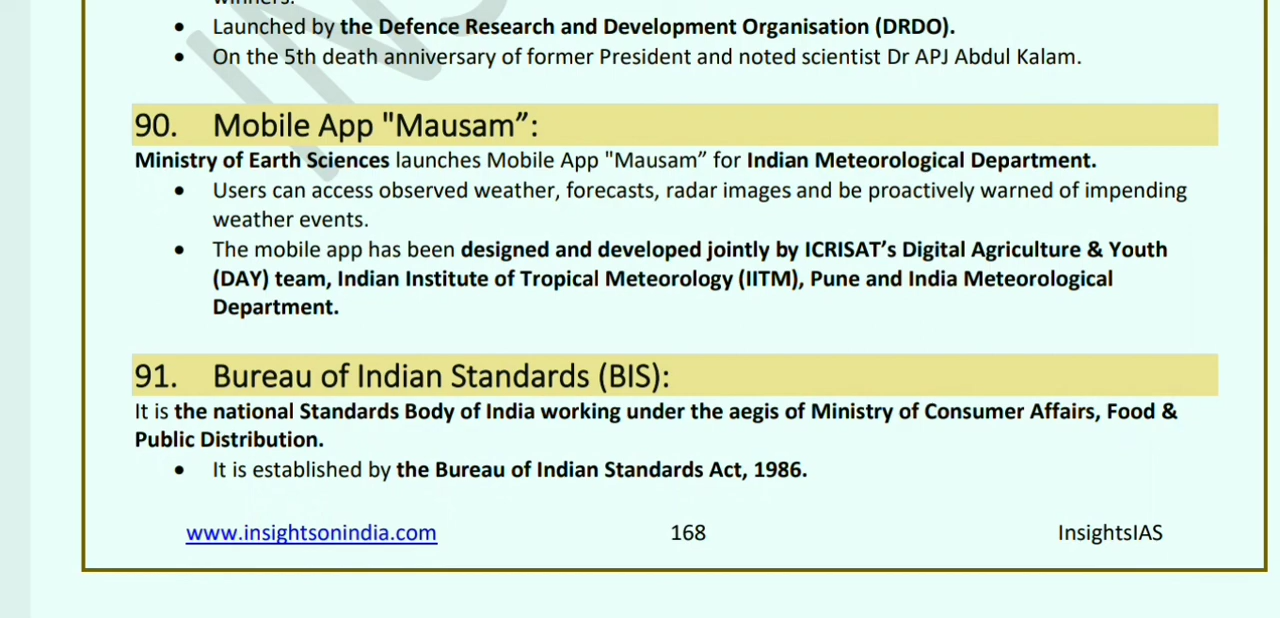 winners.
• Launched by the Defence Research and Development Organisation (DRDO).
• On the 5th death anniversary of former President and noted scientist Dr APJ Abdul Kalam.
90. Mobile App "Mausam”:
Ministry of Earth Sciences launches Mobile App "Mausam” for Indian Meteorological Department.
• Users can access observed weather, forecasts, radar images and be proactively warned of impending
weather events.
• The mobile app has been designed and developed jointly by ICRISAT’s Digital Agriculture & Youth
(DAY) team, Indian Institute of Tropical Meteorology (IITM), Pune and India Meteorological
Department.
91. Bureau of Indian Standards (BIS):
It is the national Standards Body of India working under the aegis of Ministry of Consumer Affairs, Food &
Public Distribution.
• It is established by the Bureau of Indian Standards Act, 1986.
www.insightsonindia.com 168 InsightsIAS